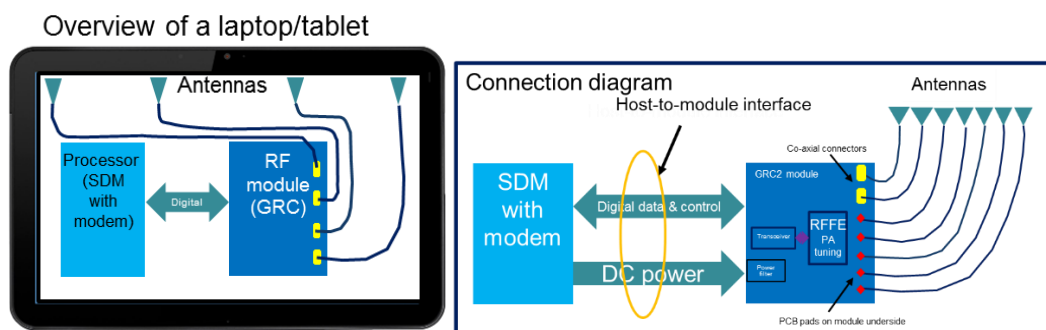 Overview of a laptop/tablet
Antennas
Processor
(SDM
with
modem)
Digital
RF
module
(GRC)
Connection diagram
Host-to-module interface
Antennas
Co-axial connectors
SDM
with
modem
Digital data & control
DC power
GRC2 module
Transceiver
RFFE
PA
tuning
Power
filter
PCB pads on module underside